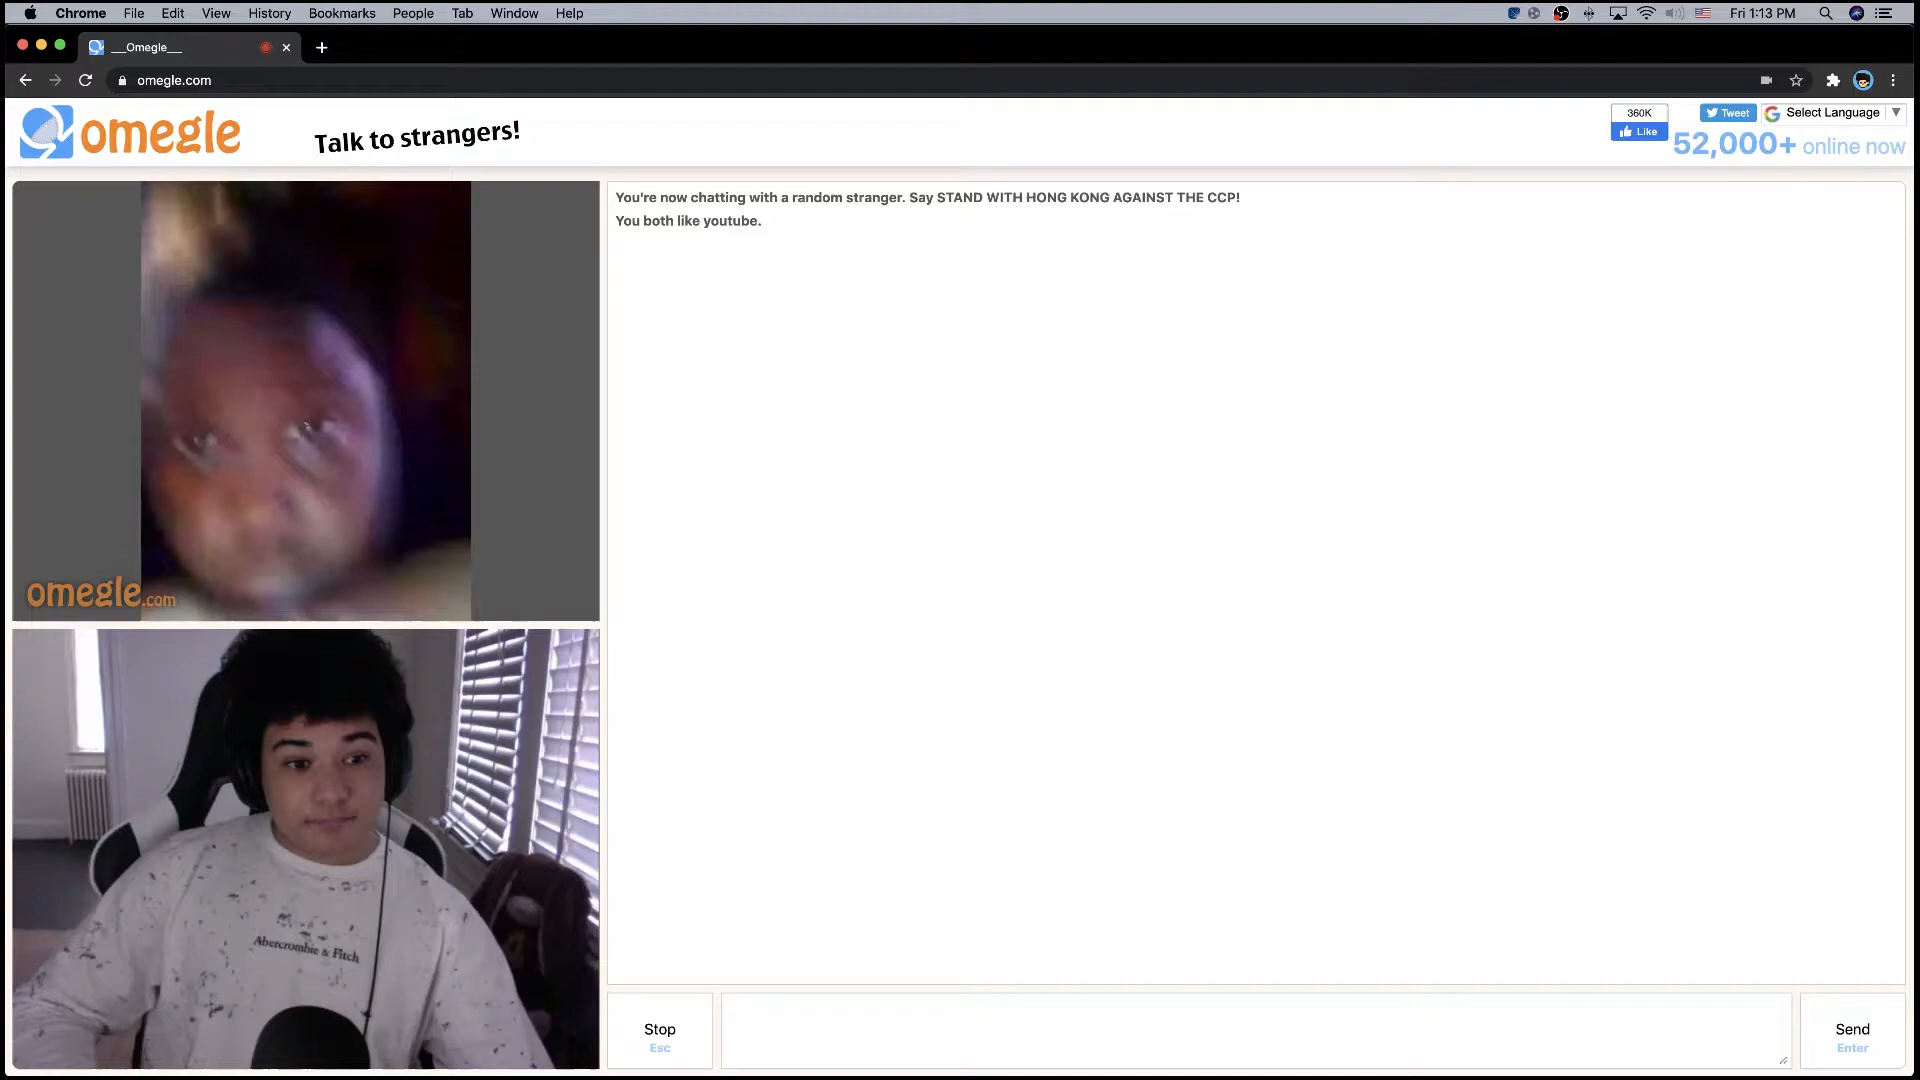 Chrome File Edit View History Bookmarks People Tab Window Help Fri 1:13 PM
__Omegle__
omegle.com
omegle Talk to strangers!
360K
Like
Tweet
Select Language
52,000+ online now
omegle.com
You're now chatting with a random stranger. Say STAND WITH HONG KONG AGAINST THE CCP!
You both like youtube.
Abercrombie & Fitch
Stop
Esc
Send
Enter